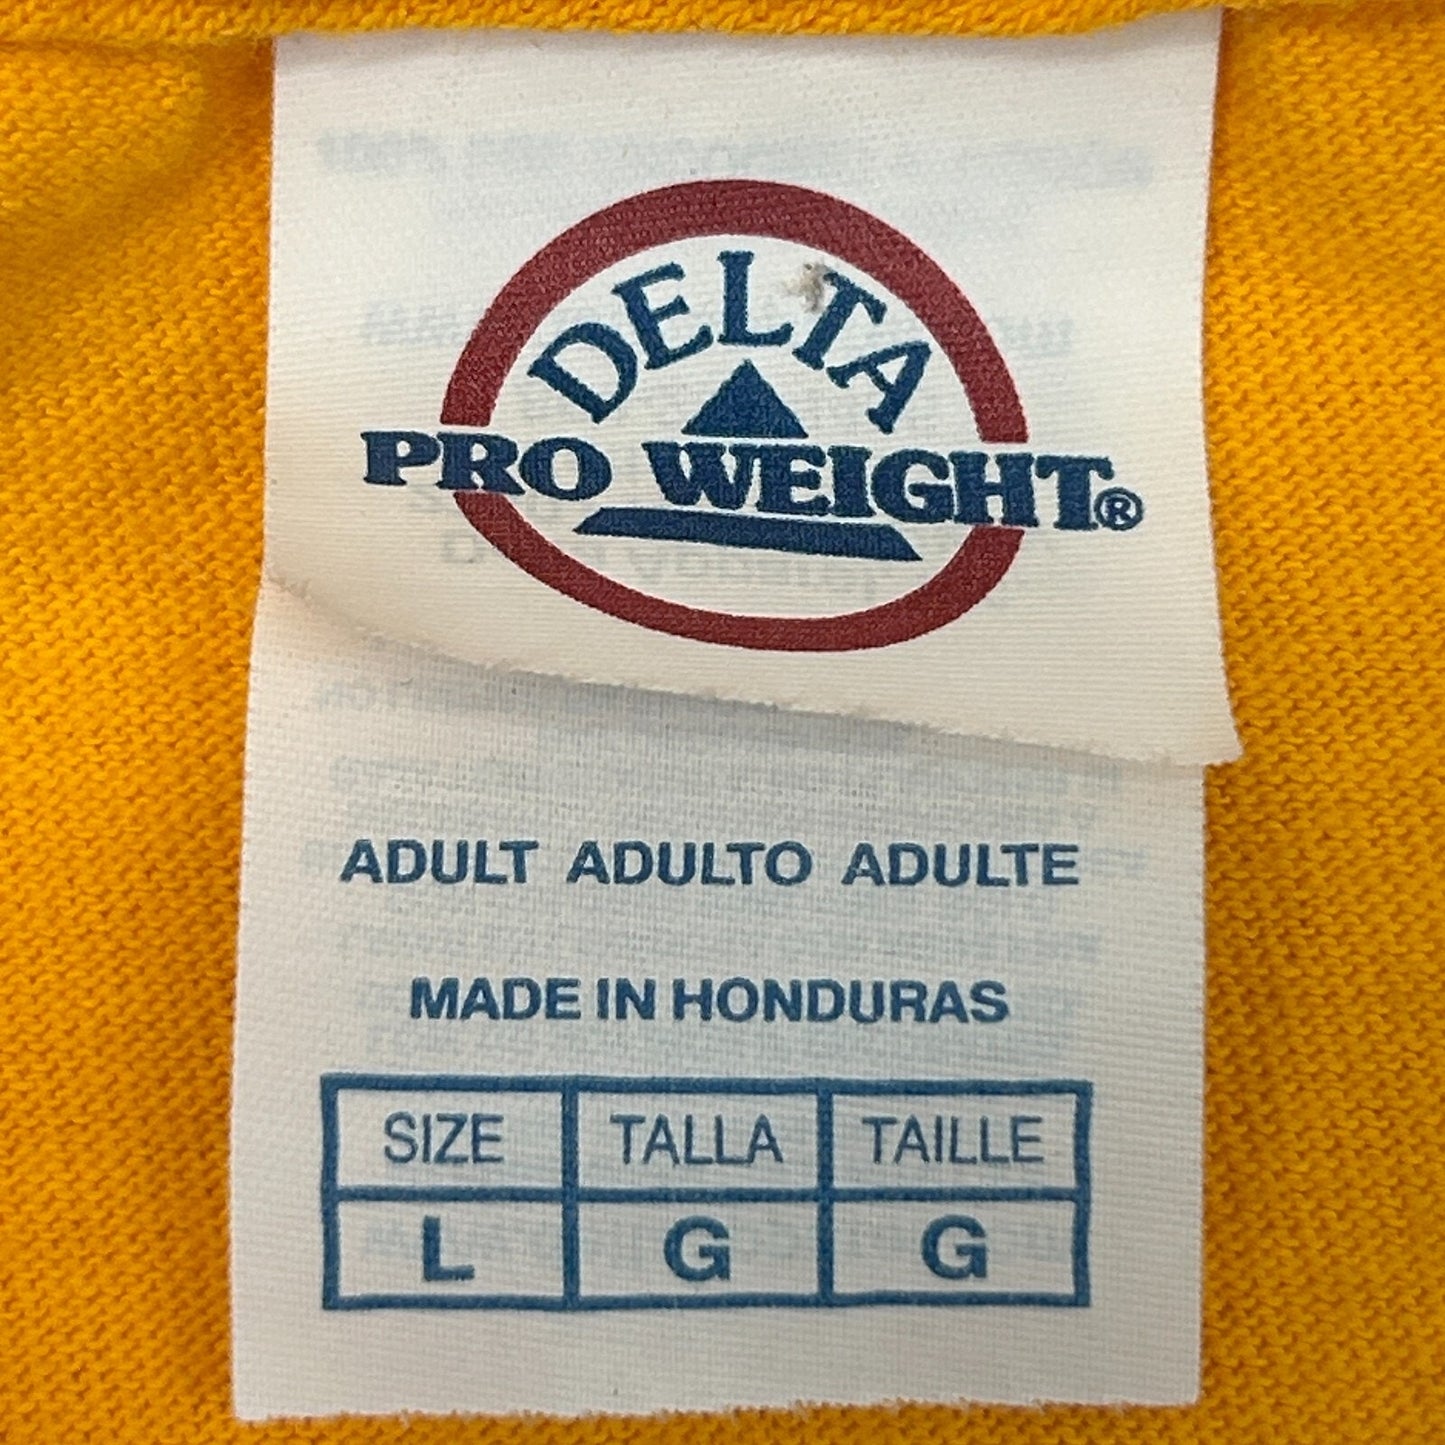 DELTA
PRO WEIGHT®
ADULT ADULTO ADULTE
MADE IN HONDURAS
SIZE TALLA TAILLE
L G G